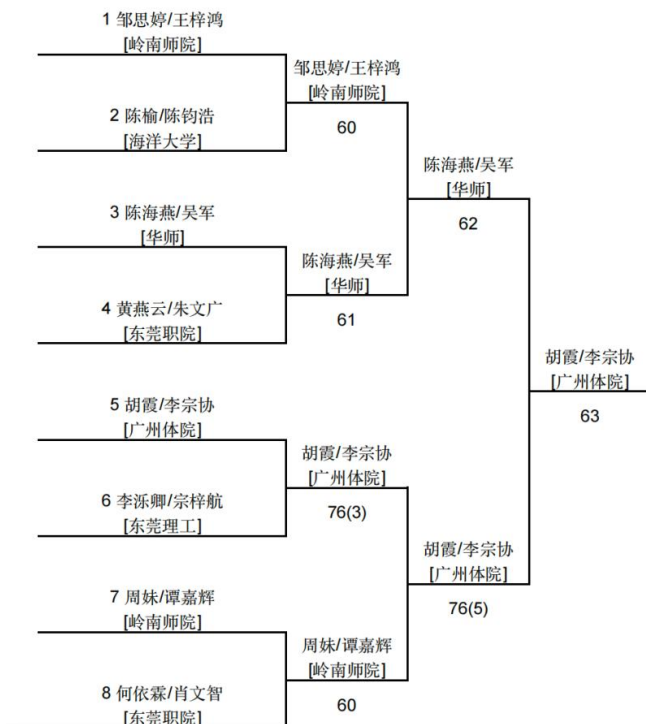 1 邹思婷/王梓鸿
[岭南师院]
邹思婷/王梓鸿
[岭南师院]
2 陈榆/陈钧浩
60
[海洋大学]
陈海燕/吴军
[华师]
3 陈海燕/吴军
62
[华师]
陈海燕/吴军
[华师]
4 黄燕云/朱文广
61
[东莞职院]
胡霞/李宗协
[广州体院]
5 胡霞/李宗协
63
[广州体院]
胡霞/李宗协
[广州体院]
6 李泺卿/宗梓航
76(3)
[东莞理工]
胡霞/李宗协
[广州体院]
7 周妹/谭嘉辉
76(5)
[岭南师院]
周妹/谭嘉辉
[岭南师院]
8 何依霖/肖文智
60
[东莞职院]